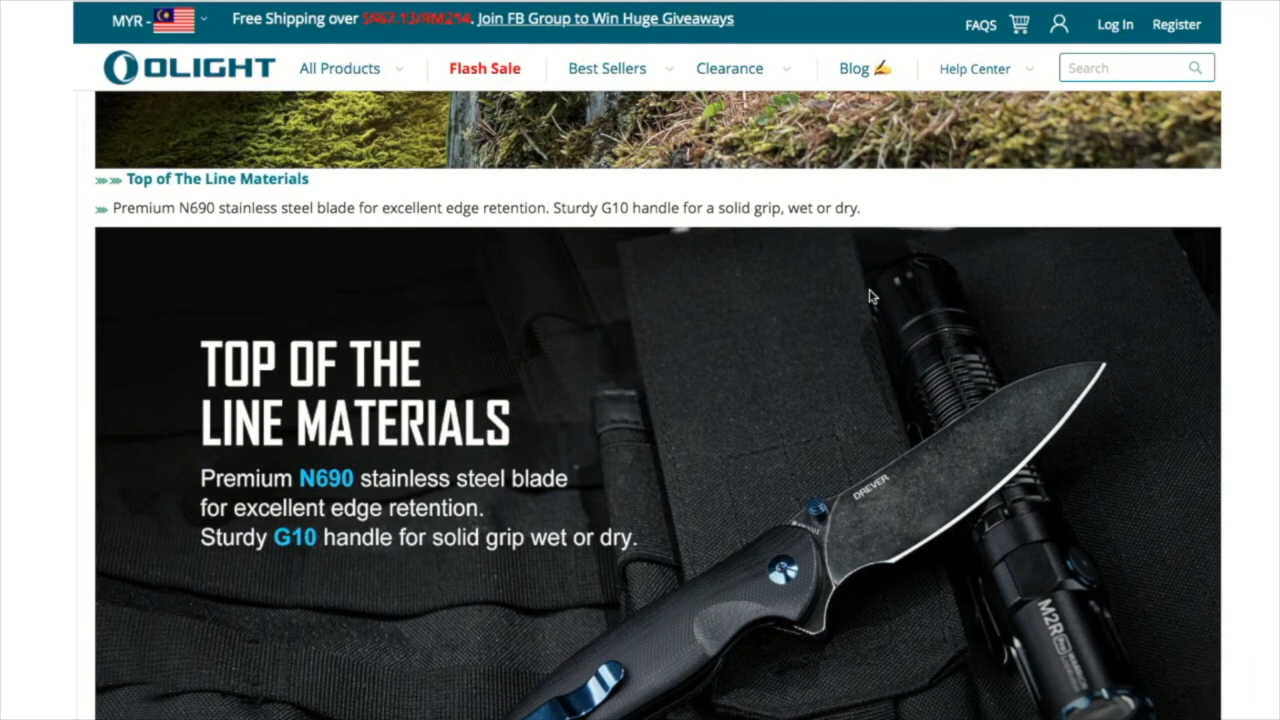 MYR -
Free Shipping over
. Join FB Group to Win Huge Giveaways
FAQS
Log In
Register
OLIGHT
All Products
Flash Sale
Best Sellers
Clearance
Blog
Help Center
Search
Top of The Line Materials
Premium N690 stainless steel blade for excellent edge retention. Sturdy G10 handle for a solid grip, wet or dry.
TOP OF THE
LINE MATERIALS
Premium N690 stainless steel blade
for excellent edge retention.
Sturdy G10 handle for solid grip wet or dry.
DREVER
M2R